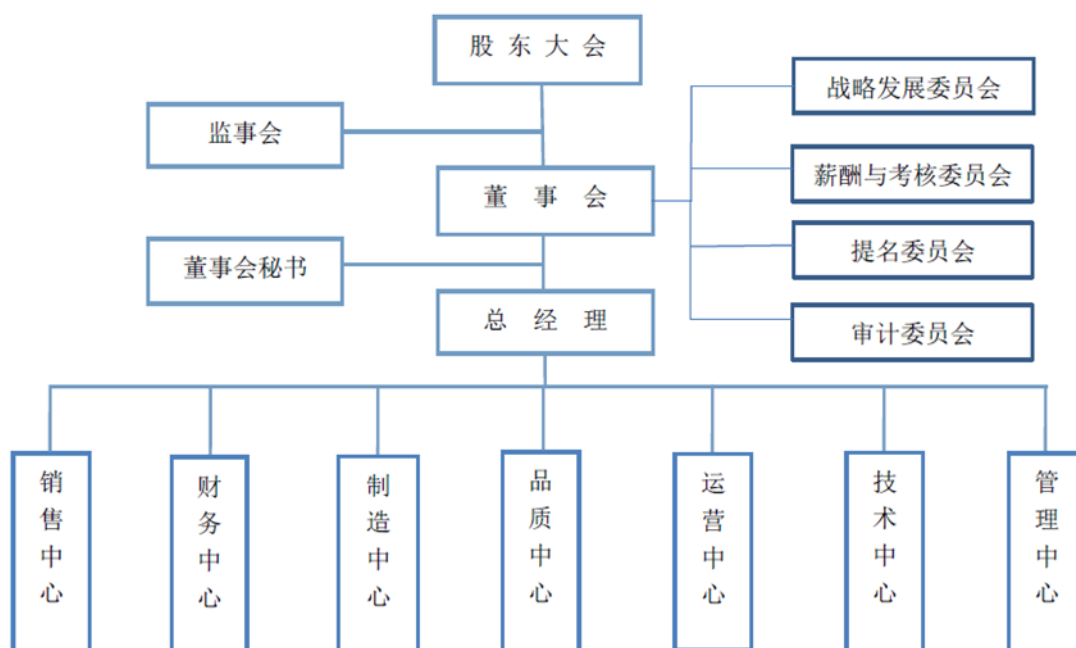 股东大会
战略发展委员会
监事会
薪酬与考核委员会
董事会
提名委员会
董事会秘书
总经理
审计委员会
销售中心
财务中心
制造中心
品质中心
运营中心
技术中心
管理中心